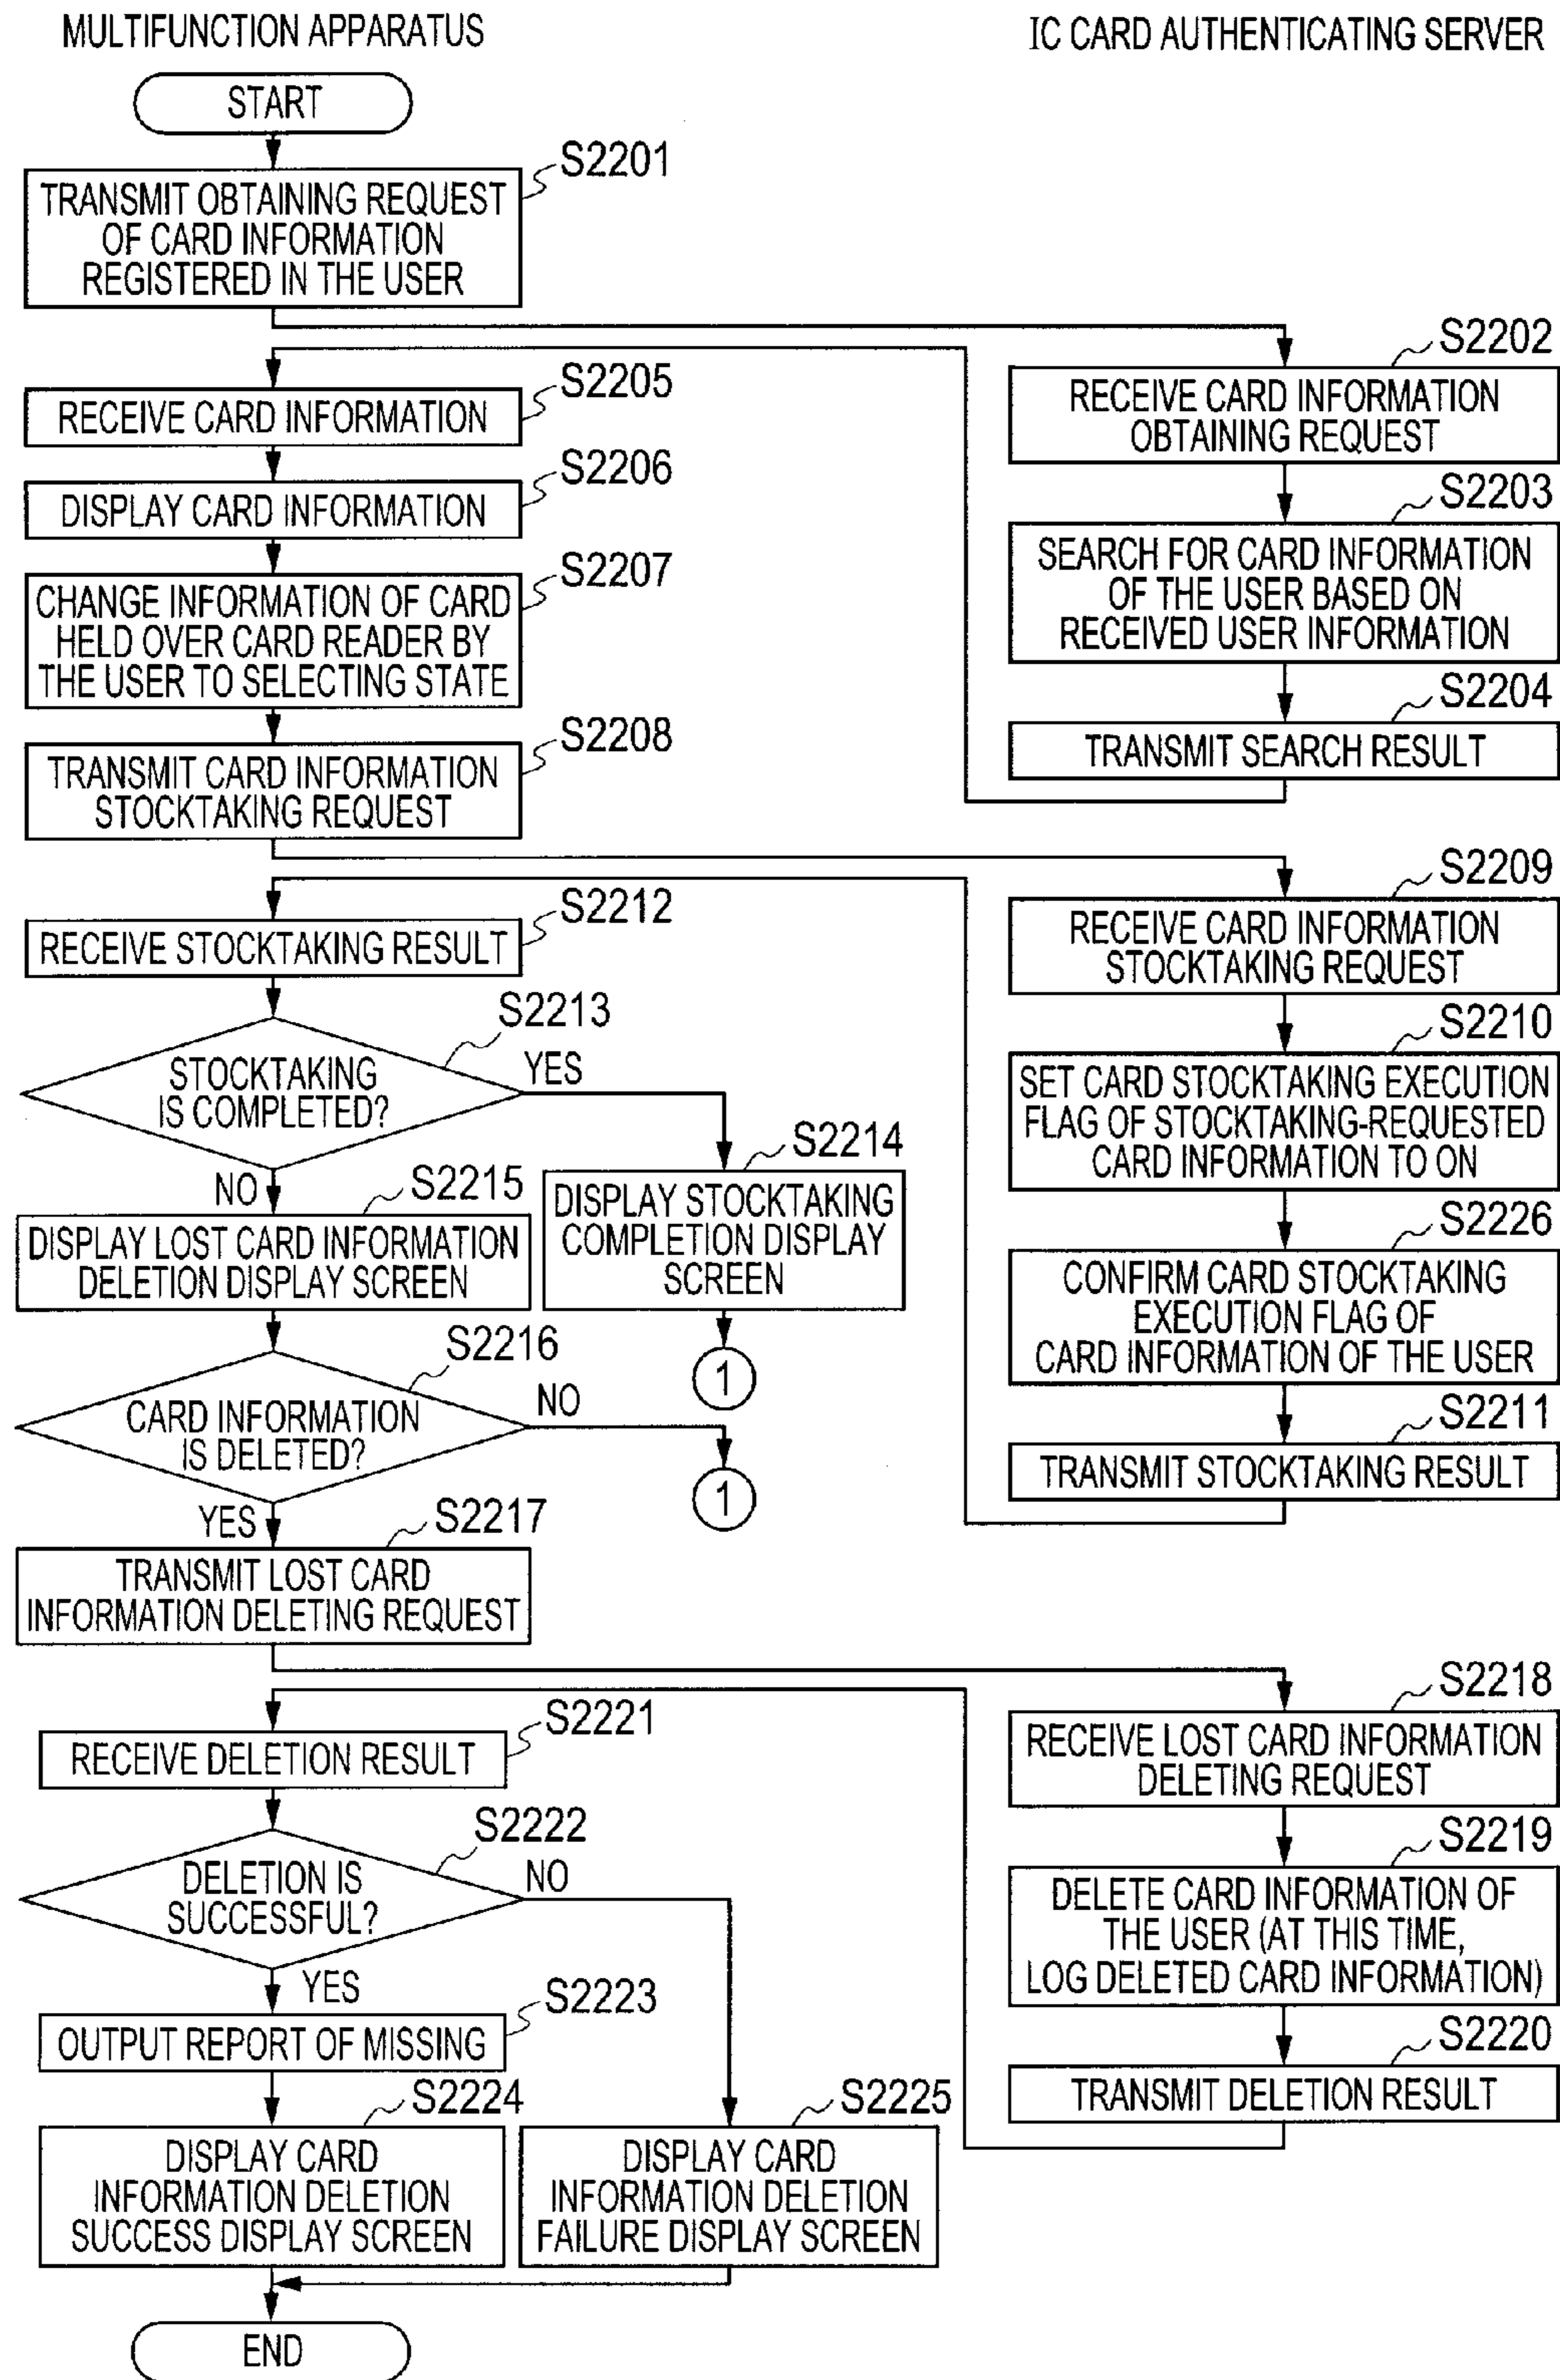 MULTIFUNCTION APPARATUS
IC CARD AUTHENTICATING SERVER
START
S2201
TRANSMIT OBTAINING REQUEST
OF CARD INFORMATION
REGISTERED IN THE USER
S2202
RECEIVE CARD INFORMATION
OBTAINING REQUEST
S2203
SEARCH FOR CARD INFORMATION
OF THE USER BASED ON
RECEIVED USER INFORMATION
S2204
TRANSMIT SEARCH RESULT
S2205
RECEIVE CARD INFORMATION
S2206
DISPLAY CARD INFORMATION
S2207
CHANGE INFORMATION OF CARD
HELD OVER CARD READER BY
THE USER TO SELECTING STATE
S2208
TRANSMIT CARD INFORMATION
STOCKTAKING REQUEST
S2209
RECEIVE CARD INFORMATION
STOCKTAKING REQUEST
S2210
SET CARD STOCKTAKING EXECUTION
FLAG OF STOCKTAKING-REQUESTED
CARD INFORMATION TO ON
S2226
CONFIRM CARD STOCKTAKING
EXECUTION FLAG OF
CARD INFORMATION OF THE USER
S2211
TRANSMIT STOCKTAKING RESULT
S2212
RECEIVE STOCKTAKING RESULT
S2213
STOCKTAKING
IS COMPLETED?
YES
S2214
DISPLAY STOCKTAKING
COMPLETION DISPLAY
SCREEN
1
NO
S2215
DISPLAY LOST CARD INFORMATION
DELETION DISPLAY SCREEN
S2216
CARD INFORMATION
IS DELETED?
NO
1
YES
S2217
TRANSMIT LOST CARD
INFORMATION DELETING REQUEST
S2218
RECEIVE LOST CARD INFORMATION
DELETING REQUEST
S2219
DELETE CARD INFORMATION OF
THE USER (AT THIS TIME,
LOG DELETED CARD INFORMATION)
S2220
TRANSMIT DELETION RESULT
S2221
RECEIVE DELETION RESULT
S2222
DELETION IS
SUCCESSFUL?
NO
YES
S2223
OUTPUT REPORT OF MISSING
S2224
DISPLAY CARD
INFORMATION DELETION
SUCCESS DISPLAY SCREEN
S2225
DISPLAY CARD
INFORMATION DELETION
FAILURE DISPLAY SCREEN
END